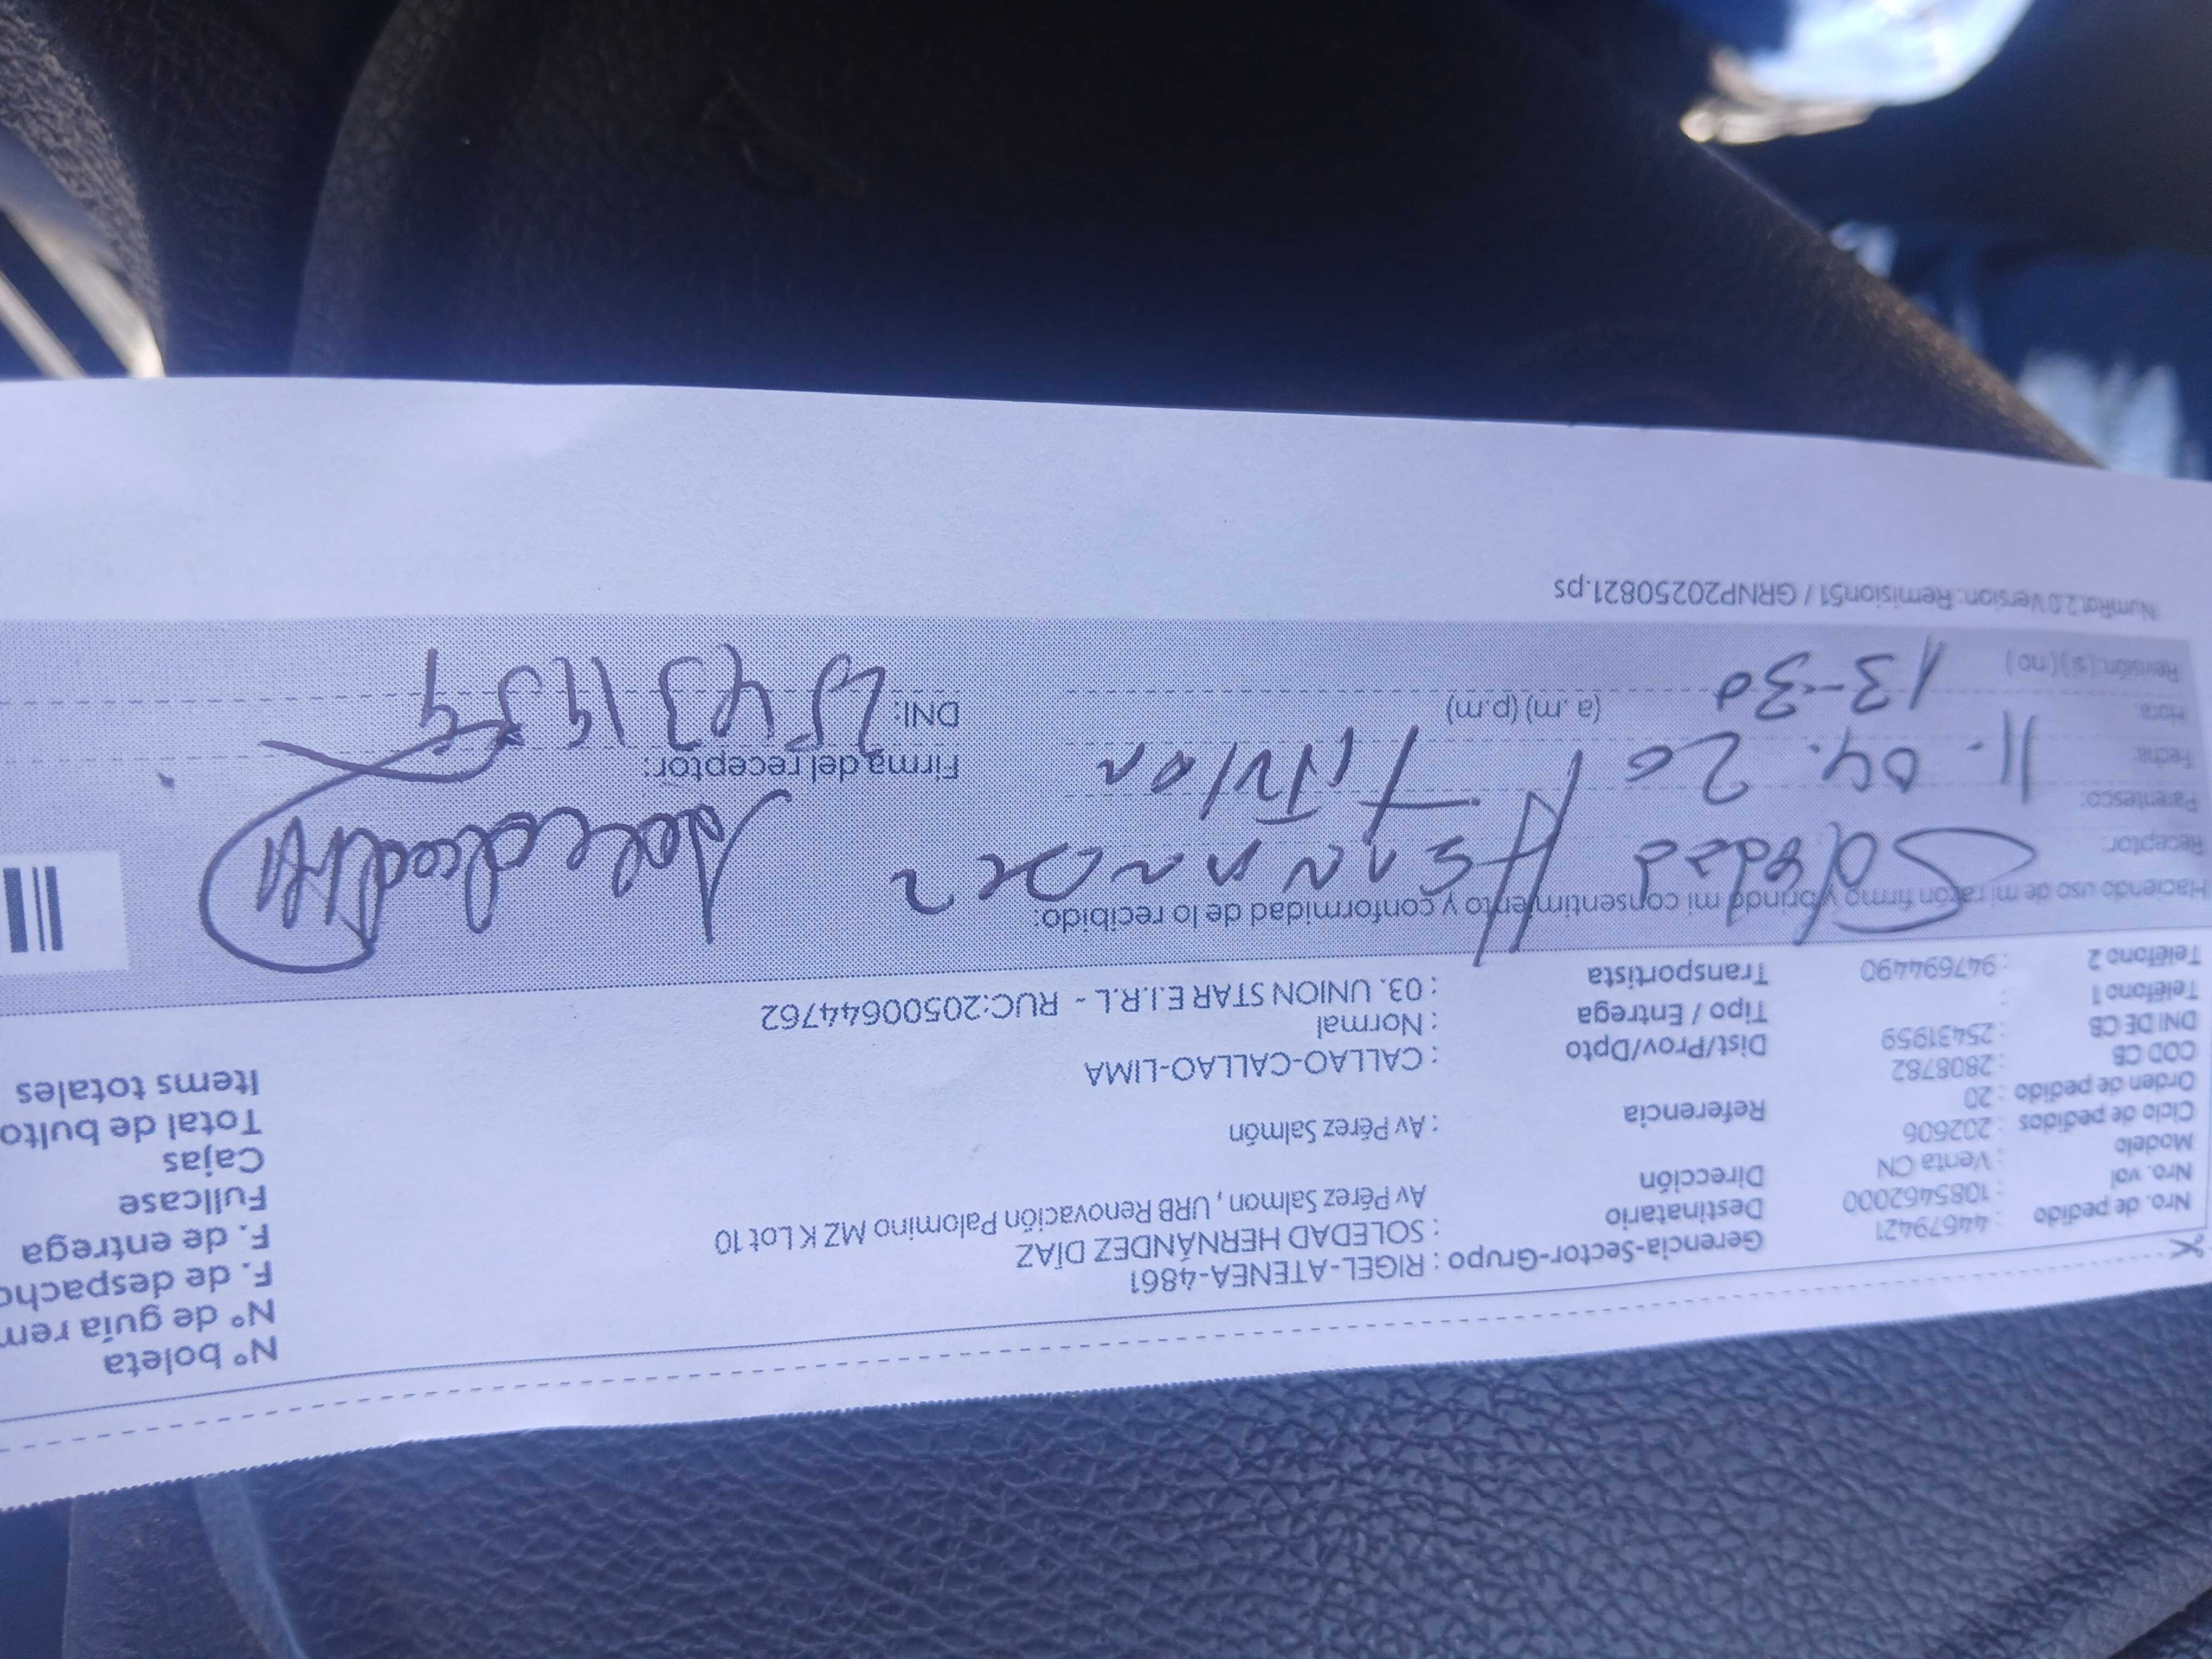 Nº boleta
Nº de guía rem
F. de despacho
F. de entrega
Fullcase
Cajas
Total de bulto
Items totales
Gerencia-Sector-Grupo : RIGEL-ATENEA-4861
Destinatario : SOLEDAD HERNÁNDEZ DÍAZ
Dirección Av Pérez Salmon , URB Renovación Palomino MZ K Lot 10
Referencia : Av Pérez Salmón
Dist/Prov/Dpto : CALLAO-CALLAO-LIMA
Tipo / Entrega : Normal
Transportista : 03. UNION STAR E.I.R.L - RUC:20500644762
Nro. de pedido : 44679421
Nro. vol : 1085462000
Modelo : Venta CN
Ciclo de pedidos : 202606
Orden de pedido : 20
COD CB : 2808782
DNI DE CB : 25431959
Teléfono 1 :
Teléfono 2 : 947694490
Haciendo uso de mi razón firmo y brindo mi consentimiento y conformidad de lo recibido:
Receptor: Soledad Hernandez
Parentesco: Titular
Fecha: 11. 04. 26
Hora: 13-30 (a. m) (p.m)
Revisión: (s) (no)
Firma del receptor:
DNI: 25431959
NumRat 2.0 Version: Remision51 / GRNP20250821.ps